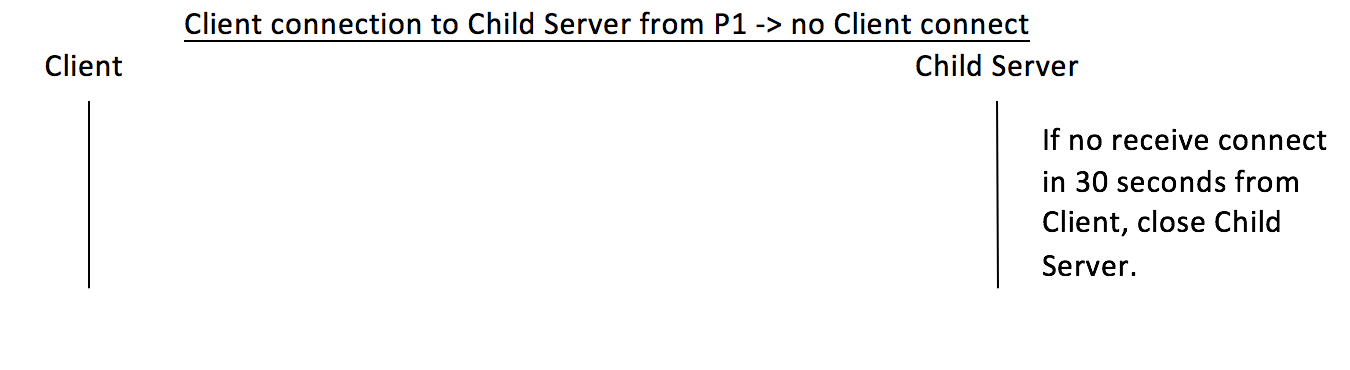 Client connection to Child Server from P1 -> no Client connect
Client
Child Server
If no receive connect
in 30 seconds from
Client, close Child
Server.